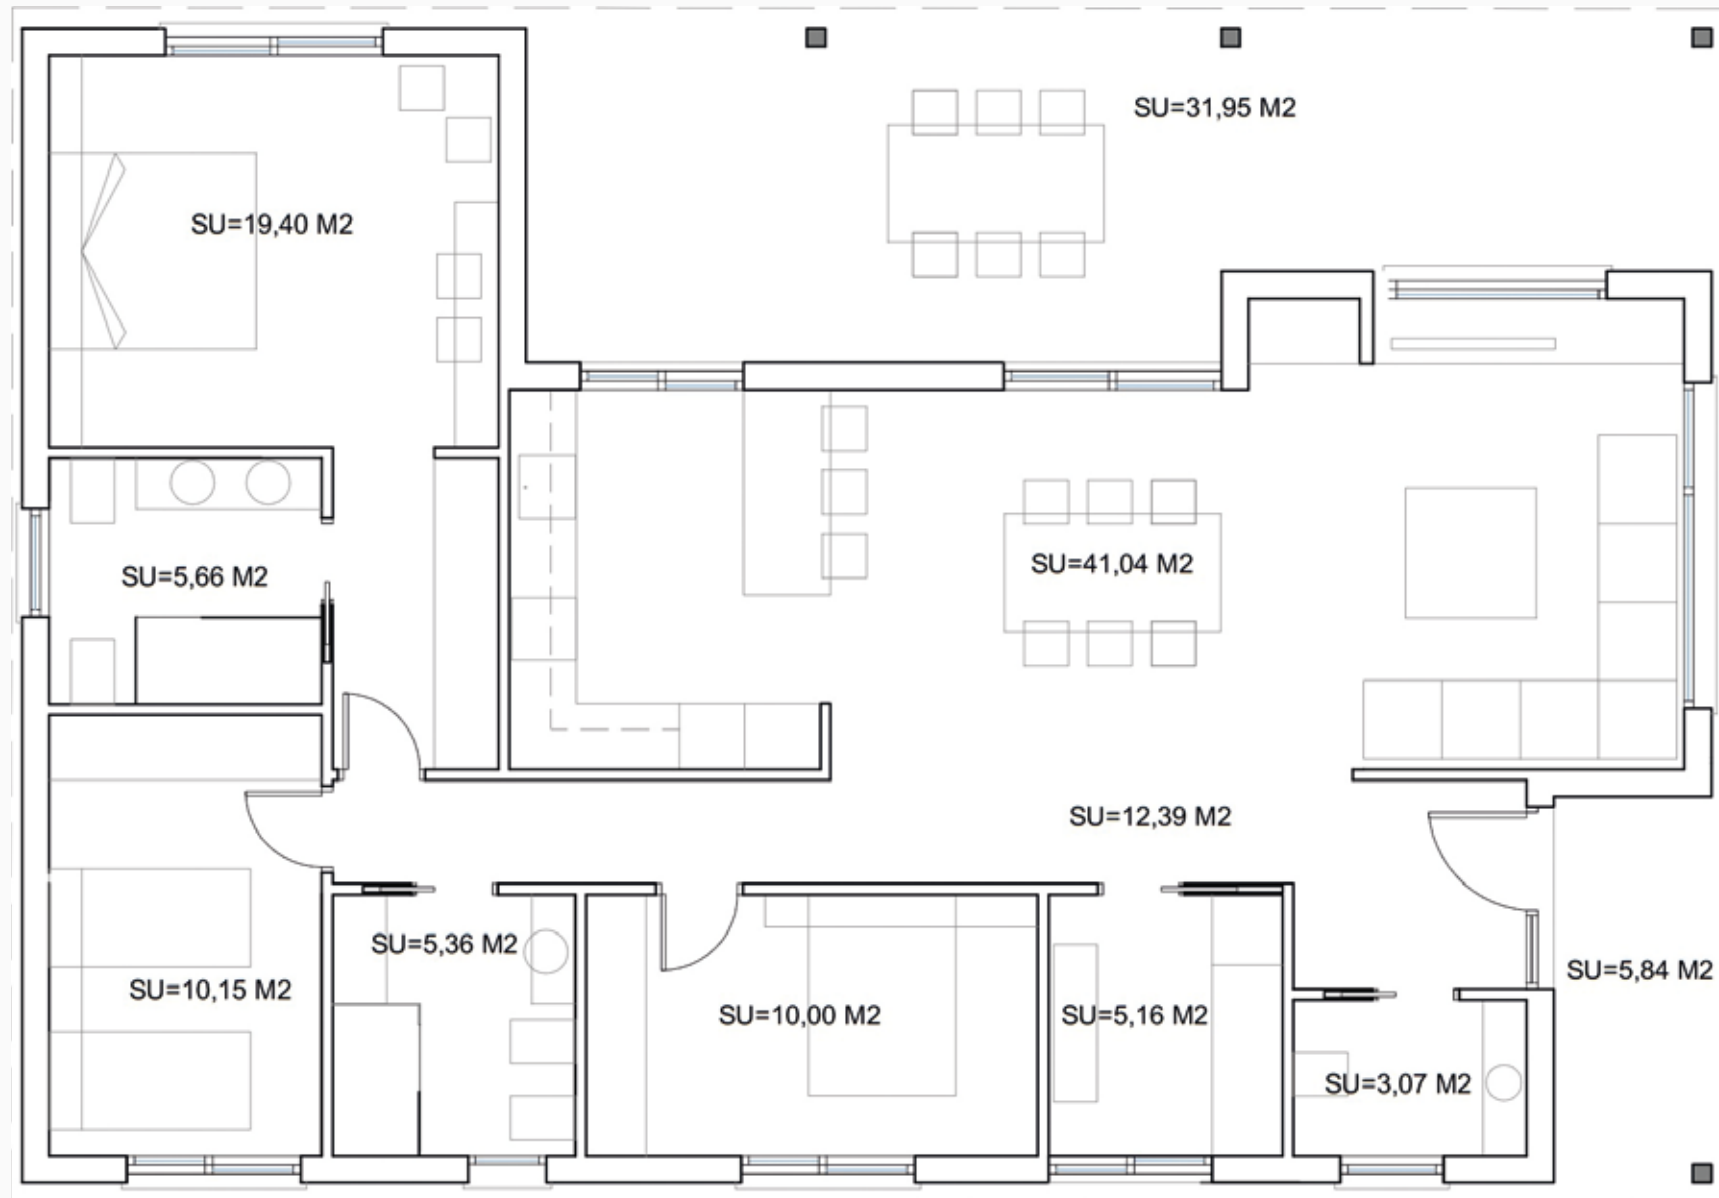 SU=31,95 M2
SU=19,40 M2
SU=41,04 M2
SU=5,66 M2
SU=12,39 M2
SU=5,36 M2
SU=5,84 M2
SU=10,15 M2
SU=10,00 M2
SU=5,16 M2
SU=3,07 M2